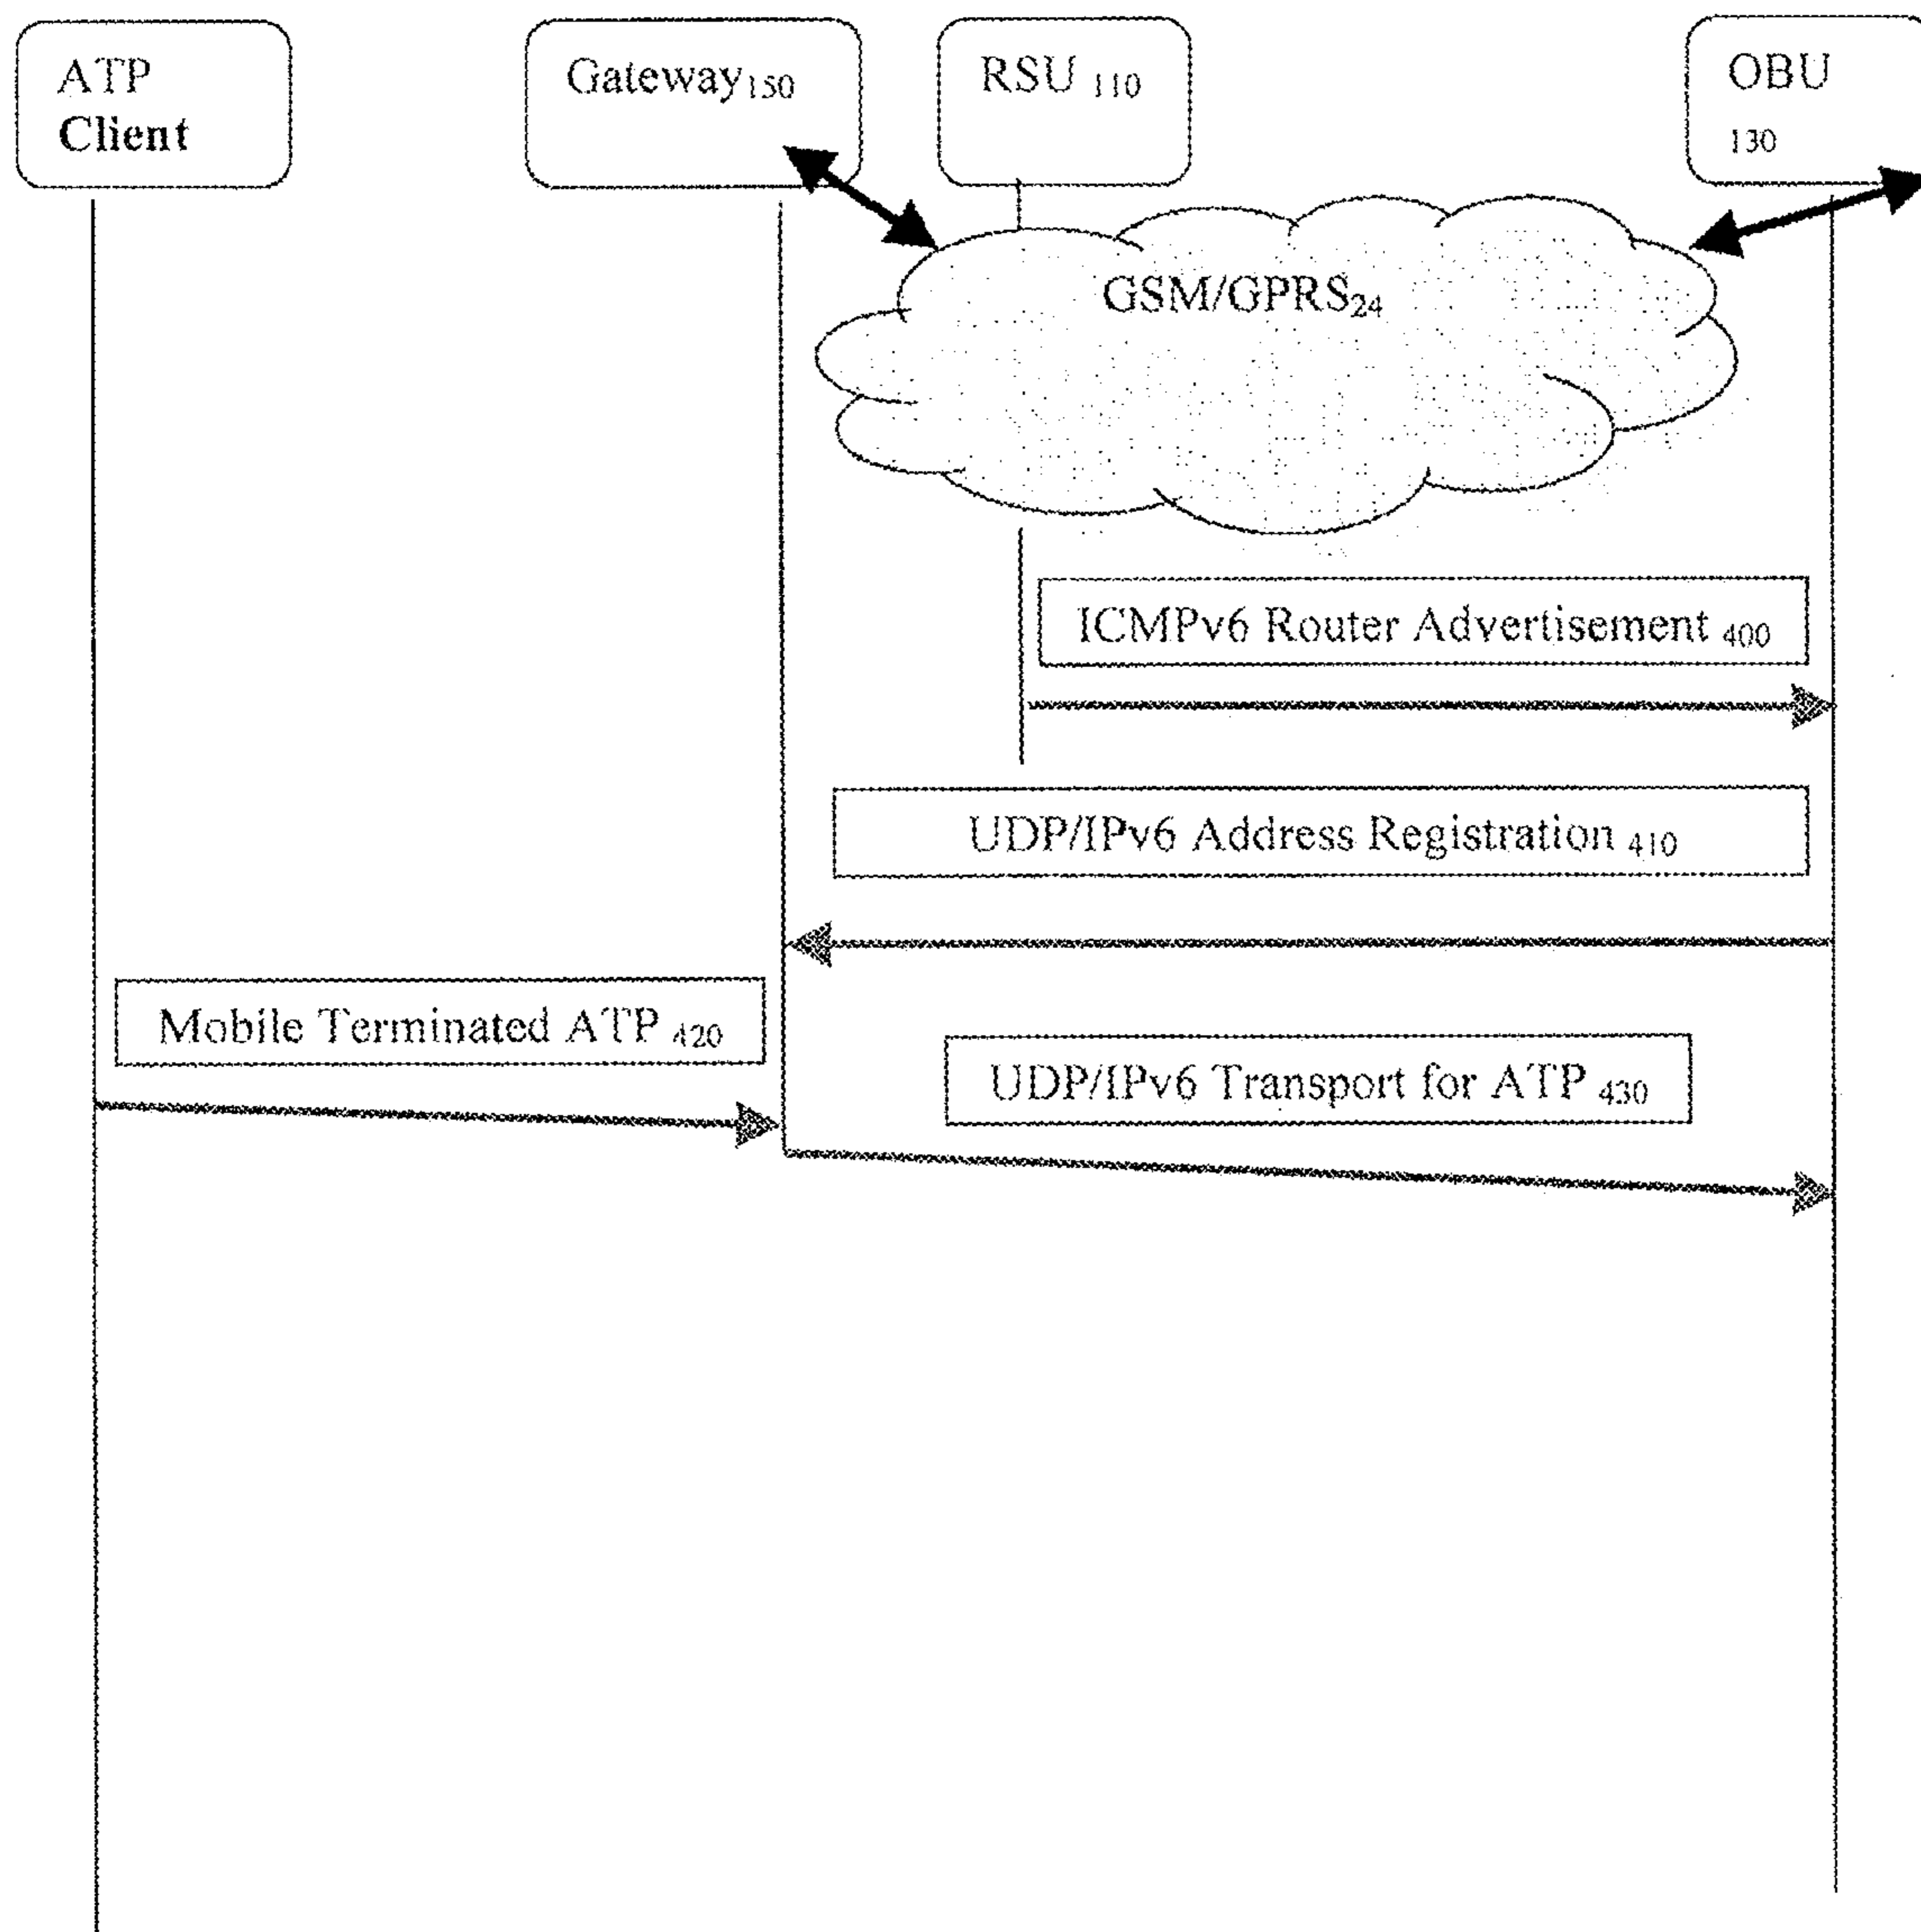 ATP
Client
Gateway150
RSU 110
OBU
130
GSM/GPRS24
ICMPv6 Router Advertisement 400
UDP/IPv6 Address Registration 410
Mobile Terminated ATP 420
UDP/IPv6 Transport for ATP 430